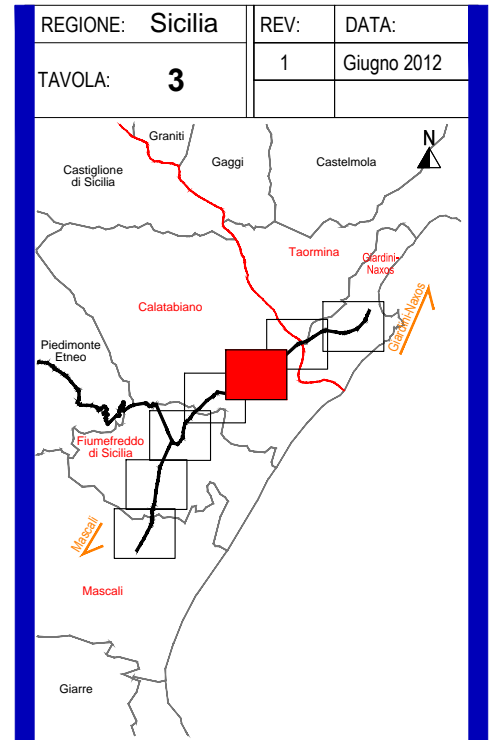 REGIONE: Sicilia
REV: DATA:
TAVOLA: 3
1 Giugno 2012
Graniti
N
Gaggi
Castelmola
Castiglione
di Sicilia
Taormina
Giardini-
Naxos
Giardini-Naxos
Calatabiano
Piedimonte
Etneo
Fiumefreddo
di Sicilia
Mascali
Mascali
Giarre